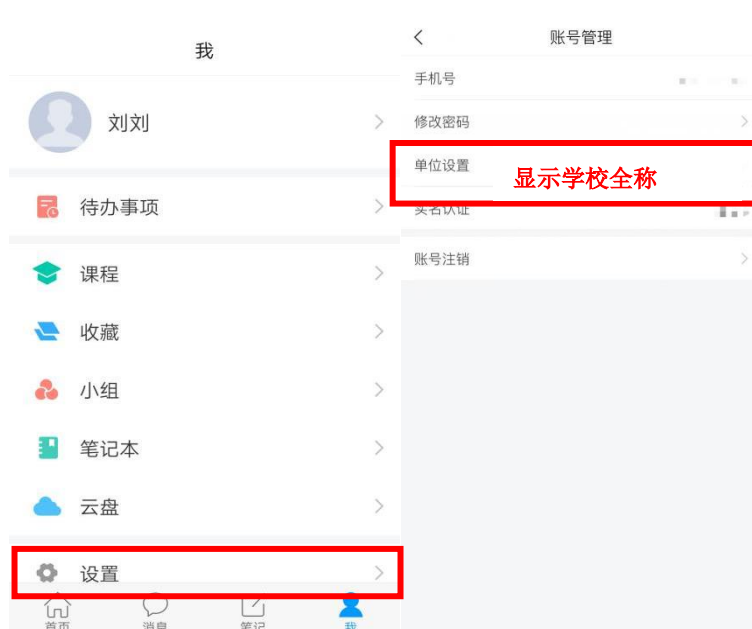 我
刘刘
待办事项
课程
收藏
小组
笔记本
云盘
设置
首页
消息
笔记
我
账号管理
手机号
修改密码
单位设置
显示学校全称
实名认证
账号注销